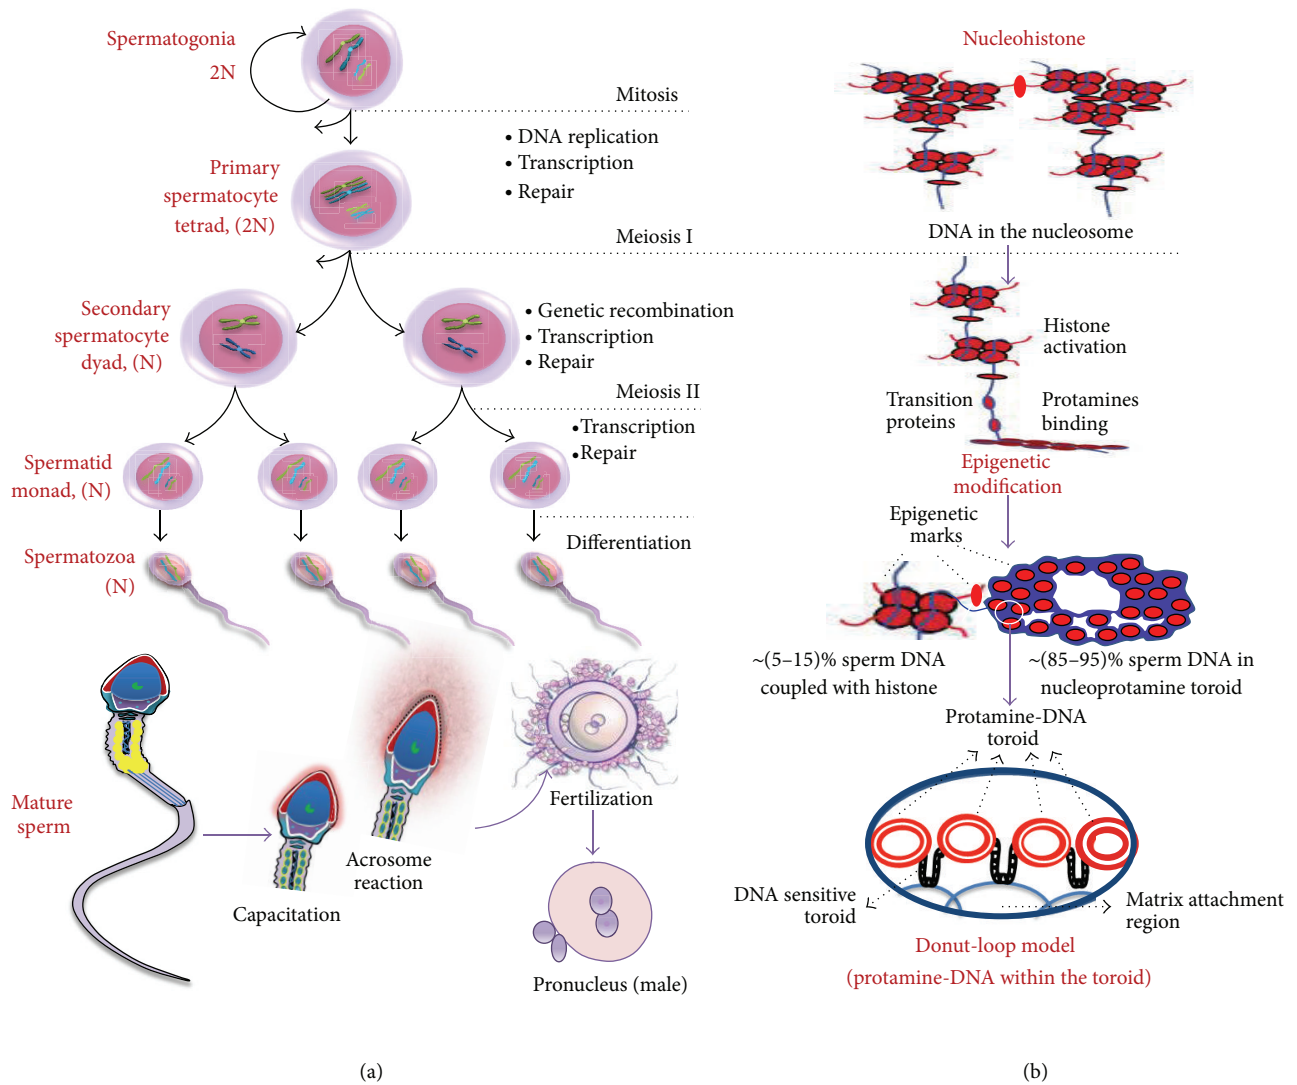 Spermatogonia
2N
Mitosis
• DNA replication
• Transcription
• Repair
Primary
spermatocyte
tetrad, (2N)
Meiosis I
Secondary
spermatocyte
dyad, (N)
• Genetic recombination
• Transcription
• Repair
Meiosis II
•Transcription
•Repair
Spermatid
monad, (N)
Differentiation
Spermatozoa
(N)
Mature
sperm
Capacitation
Acrosome
reaction
Fertilization
Pronucleus (male)
(a)
Nucleohistone
DNA in the nucleosome
Histone
activation
Transition
proteins
Protamines
binding
Epigenetic
modification
Epigenetic
marks
~(5–15)% sperm DNA
coupled with histone
~(85–95)% sperm DNA in
nucleoprotamine toroid
Protamine-DNA
toroid
DNA sensitive
toroid
Matrix attachment
region
Donut-loop model
(protamine-DNA within the toroid)
(b)